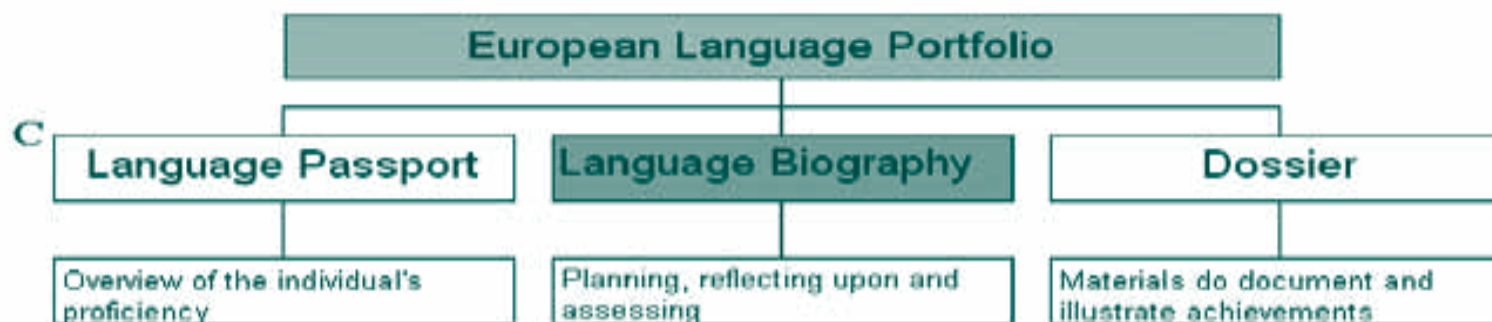 European Language Portfolio
C
Language Passport
Language Biography
Dossier
Overview of the individual's
proficiency
Planning, reflecting upon and
assessing
Materials do document and
illustrate achievements